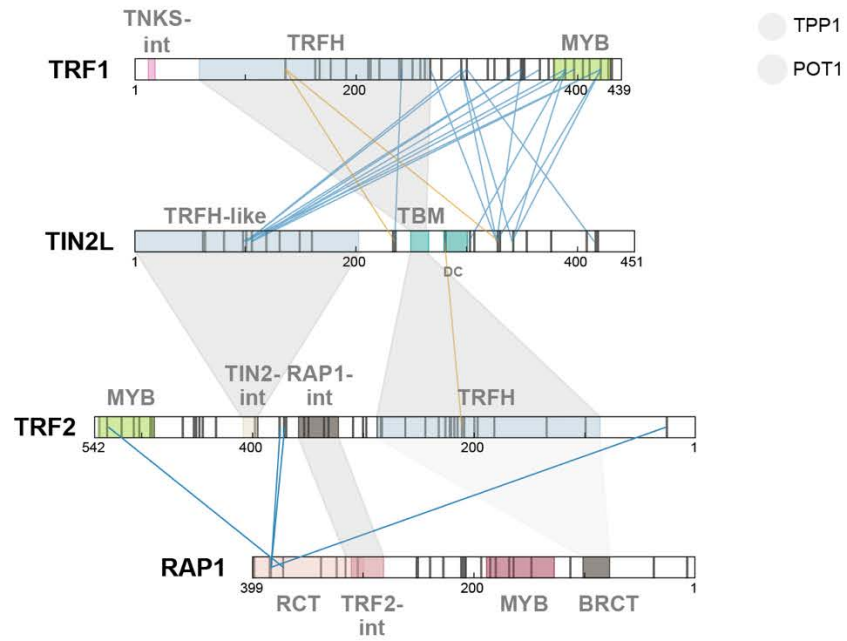 TNKS-
int
TRFH
MYB
TPP1
POT1
TRF1
1
200
400
439
TRFH-like
TBM
TIN2L
1
200
DC
400
451
MYB
TIN2-
int
RAP1-
int
TRFH
TRF2
542
400
200
1
RAP1
399
200
1
RCT
TRF2-
int
MYB
BRCT